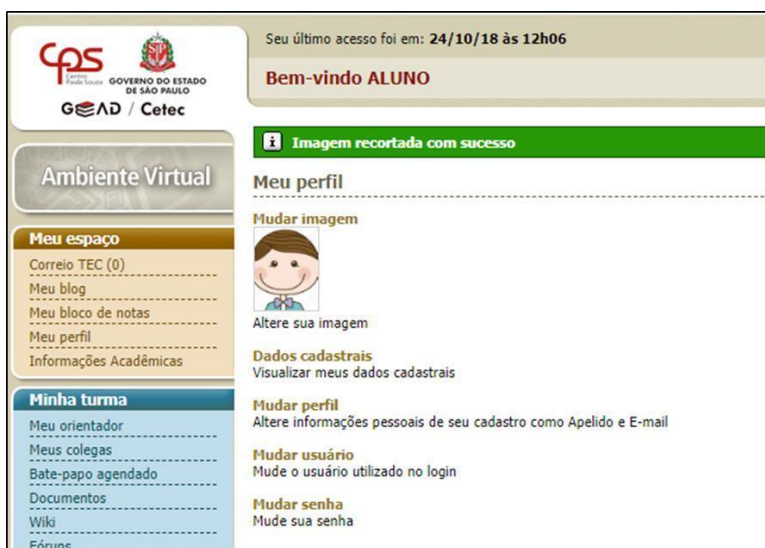 Seu último acesso foi em: 24/10/18 às 12h06
Bem-vindo ALUNO
cps
Centro
Paula Souza
GOVERNO DO ESTADO
DE SÃO PAULO
GEAD / Cetec
Ambiente Virtual
Meu espaço
Correio TEC (0)
Meu blog
Meu bloco de notas
Meu perfil
Informações Acadêmicas
Minha turma
Meu orientador
Meus colegas
Bate-papo agendado
Documentos
Wiki
Fóruns
i Imagem recortada com sucesso
Meu perfil
Mudar imagem
Altere sua imagem
Dados cadastrais
Visualizar meus dados cadastrais
Mudar perfil
Altere informações pessoais de seu cadastro como Apelido e E-mail
Mudar usuário
Mude o usuário utilizado no login
Mudar senha
Mude sua senha